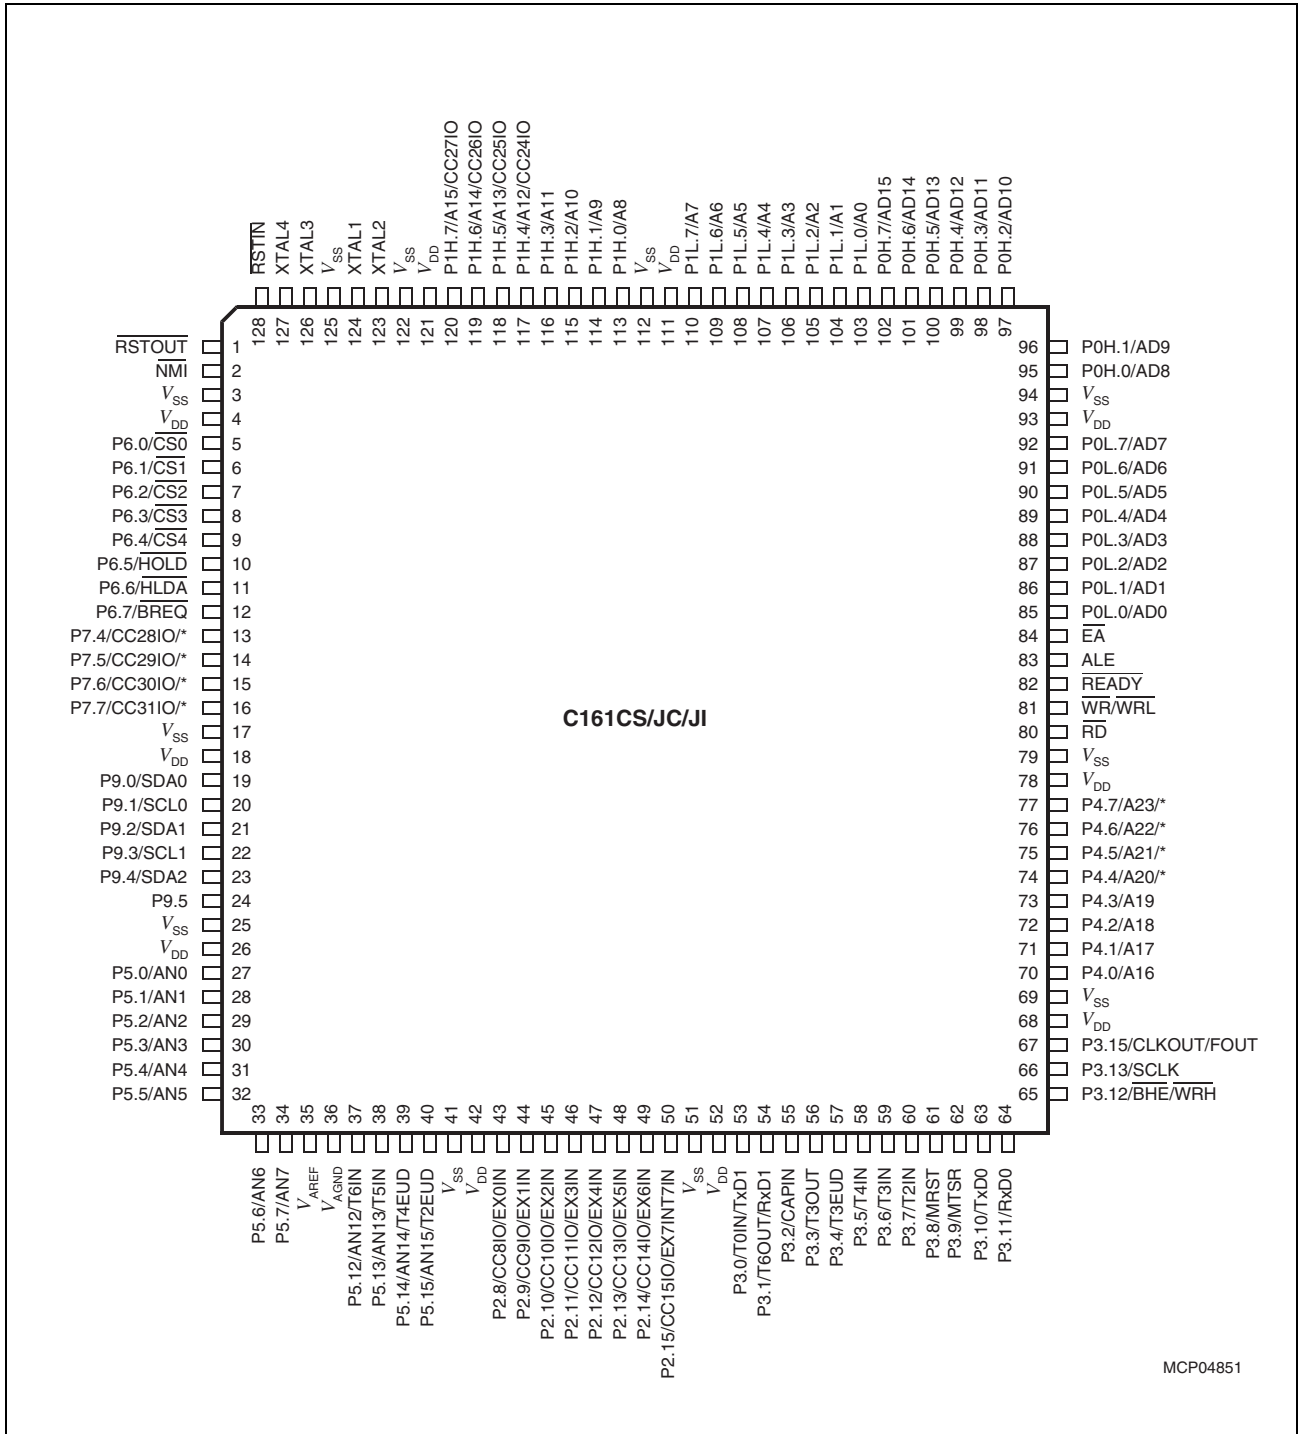 RSTIN
XTAL4
XTAL3
VSS
XTAL1
XTAL2
VSS
VDD
P1H.7/A15/CC27IO
P1H.6/A14/CC26IO
P1H.5/A13/CC25IO
P1H.4/A12/CC24IO
P1H.3/A11
P1H.2/A10
P1H.1/A9
P1H.0/A8
VSS
VDD
P1L.7/A7
P1L.6/A6
P1L.5/A5
P1L.4/A4
P1L.3/A3
P1L.2/A2
P1L.1/A1
P1L.0/A0
P0H.7/AD15
P0H.6/AD14
P0H.5/AD13
P0H.4/AD12
P0H.3/AD11
P0H.2/AD10
128 127 126 125 124 123 122 121 120 119 118 117 116 115 114 113 112 111 110 109 108 107 106 105 104 103 102 101 100 99 98 97
RSTOUT 1
NMI 2
VSS 3
VDD 4
P6.0/CS0 5
P6.1/CS1 6
P6.2/CS2 7
P6.3/CS3 8
P6.4/CS4 9
P6.5/HOLD 10
P6.6/HLDA 11
P6.7/BREQ 12
P7.4/CC28IO/* 13
P7.5/CC29IO/* 14
P7.6/CC30IO/* 15
P7.7/CC31IO/* 16
VSS 17
VDD 18
P9.0/SDA0 19
P9.1/SCL0 20
P9.2/SDA1 21
P9.3/SCL1 22
P9.4/SDA2 23
P9.5 24
VSS 25
VDD 26
P5.0/AN0 27
P5.1/AN1 28
P5.2/AN2 29
P5.3/AN3 30
P5.4/AN4 31
P5.5/AN5 32
C161CS/JC/JI
96 P0H.1/AD9
95 P0H.0/AD8
94 VSS
93 VDD
92 P0L.7/AD7
91 P0L.6/AD6
90 P0L.5/AD5
89 P0L.4/AD4
88 P0L.3/AD3
87 P0L.2/AD2
86 P0L.1/AD1
85 P0L.0/AD0
84 EA
83 ALE
82 READY
81 WR/WRL
80 RD
79 VSS
78 VDD
77 P4.7/A23/*
76 P4.6/A22/*
75 P4.5/A21/*
74 P4.4/A20/*
73 P4.3/A19
72 P4.2/A18
71 P4.1/A17
70 P4.0/A16
69 VSS
68 VDD
67 P3.15/CLKOUT/FOUT
66 P3.13/SCLK
65 P3.12/BHE/WRH
33 34 35 36 37 38 39 40 41 42 43 44 45 46 47 48 49 50 51 52 53 54 55 56 57 58 59 60 61 62 63 64
P5.6/AN6
P5.7/AN7
VAREF
VAGND
P5.12/AN12/T6IN
P5.13/AN13/T5IN
P5.14/AN14/T4EUD
P5.15/AN15/T2EUD
VSS
VDD
P2.8/CC8IO/EX0IN
P2.9/CC9IO/EX1IN
P2.10/CC10IO/EX2IN
P2.11/CC11IO/EX3IN
P2.12/CC12IO/EX4IN
P2.13/CC13IO/EX5IN
P2.14/CC14IO/EX6IN
P2.15/CC15IO/EX7INT7IN
VSS
VDD
P3.0/T0IN/TxD1
P3.1/T6OUT/RxD1
P3.2/CAPIN
P3.3/T3OUT
P3.4/T3EUD
P3.5/T4IN
P3.6/T3IN
P3.7/T2IN
P3.8/MRST
P3.9/MTSR
P3.10/TxD0
P3.11/RxD0
MCP04851